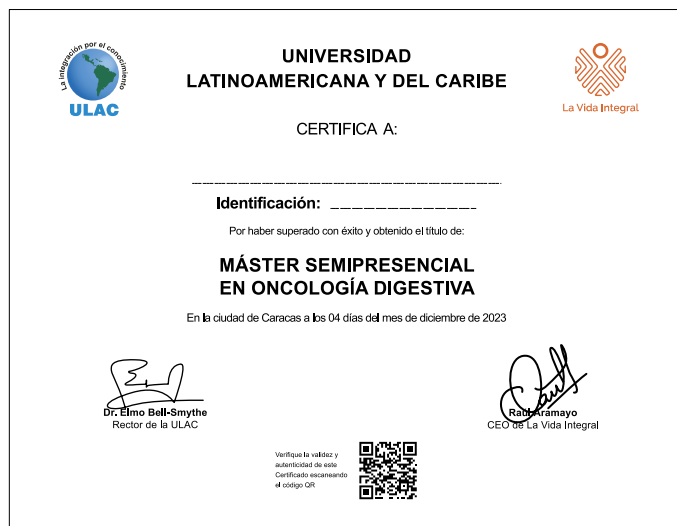 La integración por el conocimiento
ULAC
UNIVERSIDAD
LATINOAMERICANA Y DEL CARIBE
La Vida Integral
CERTIFICA A:
Identificación:
Por haber superado con éxito y obtenido el título de:
MÁSTER SEMIPRESENCIAL
EN ONCOLOGÍA DIGESTIVA
En la ciudad de Caracas a los 04 días del mes de diciembre de 2023
Dr. Elmo Bell-Smythe
Rector de la ULAC
Raúl Aramayo
CEO de La Vida Integral
Verifique la validez y
autenticidad de este
Certificado escaneando
el código QR